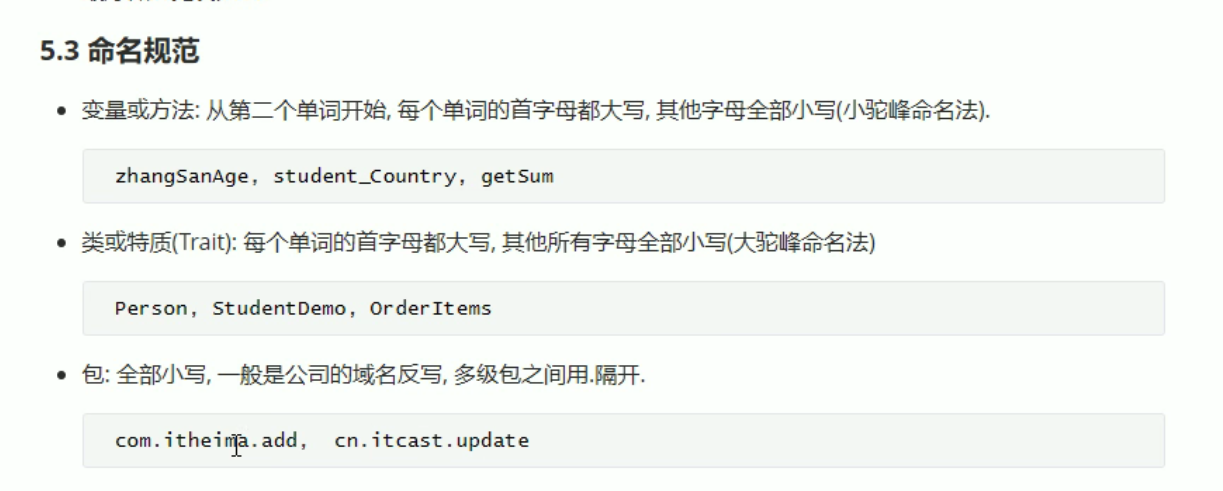 5.3 命名规范
变量或方法: 从第二个单词开始, 每个单词的首字母都大写, 其他字母全部小写(小驼峰命名法).
zhangSanAge, student_Country, getSum
类或特质(Trait): 每个单词的首字母都大写, 其他所有字母全部小写(大驼峰命名法)
Person, StudentDemo, OrderItems
包: 全部小写, 一般是公司的域名反写, 多级包之间用.隔开.
com.itheima.add, cn.itcast.update